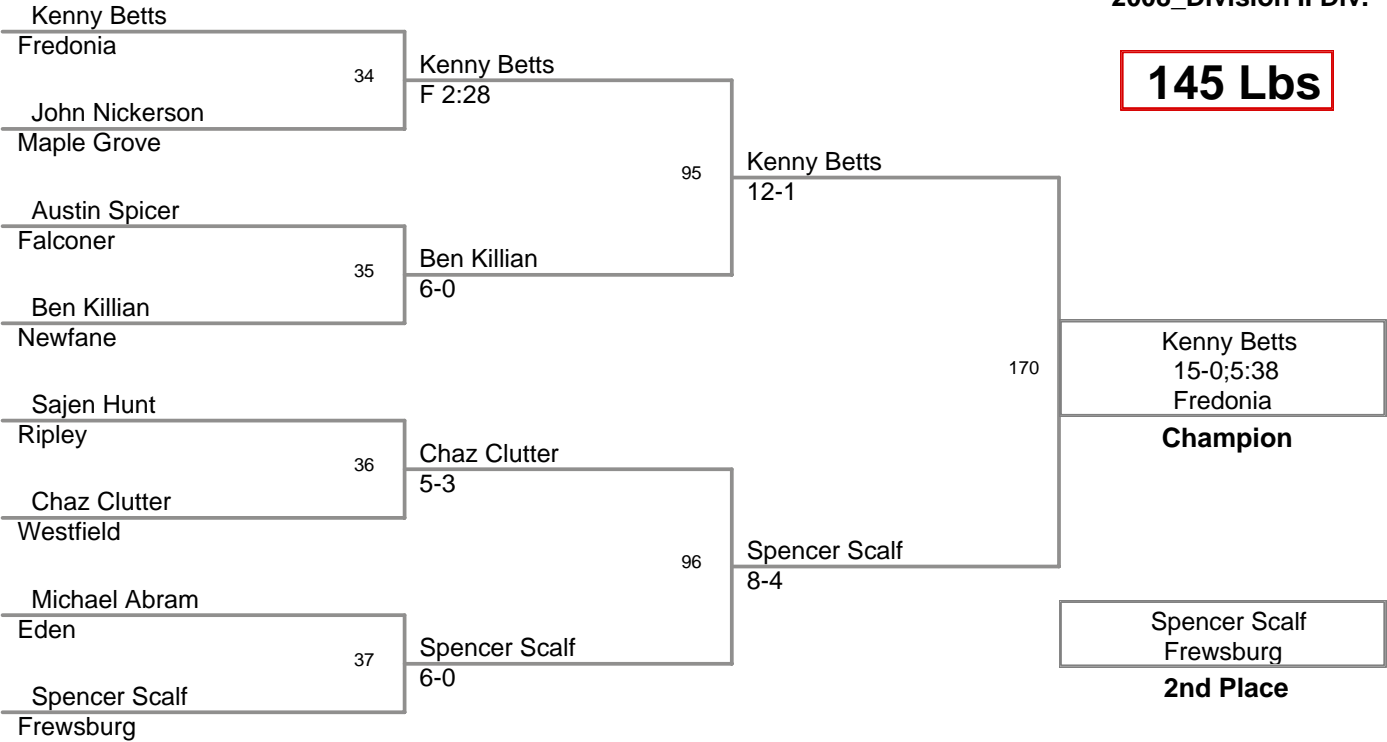 2008_Division II Div.
145 Lbs
Kenny Betts
Fredonia
34
John Nickerson
Maple Grove
Kenny Betts
F 2:28
95
Austin Spicer
Falconer
35
Ben Killian
Newfane
Ben Killian
6-0
Kenny Betts
12-1
Sajen Hunt
Ripley
36
Chaz Clutter
Westfield
Chaz Clutter
5-3
96
Michael Abram
Eden
37
Spencer Scalf
Frewsburg
Spencer Scalf
6-0
Spencer Scalf
8-4
170
Kenny Betts
15-0;5:38
Fredonia
Champion
Spencer Scalf
Frewsburg
2nd Place